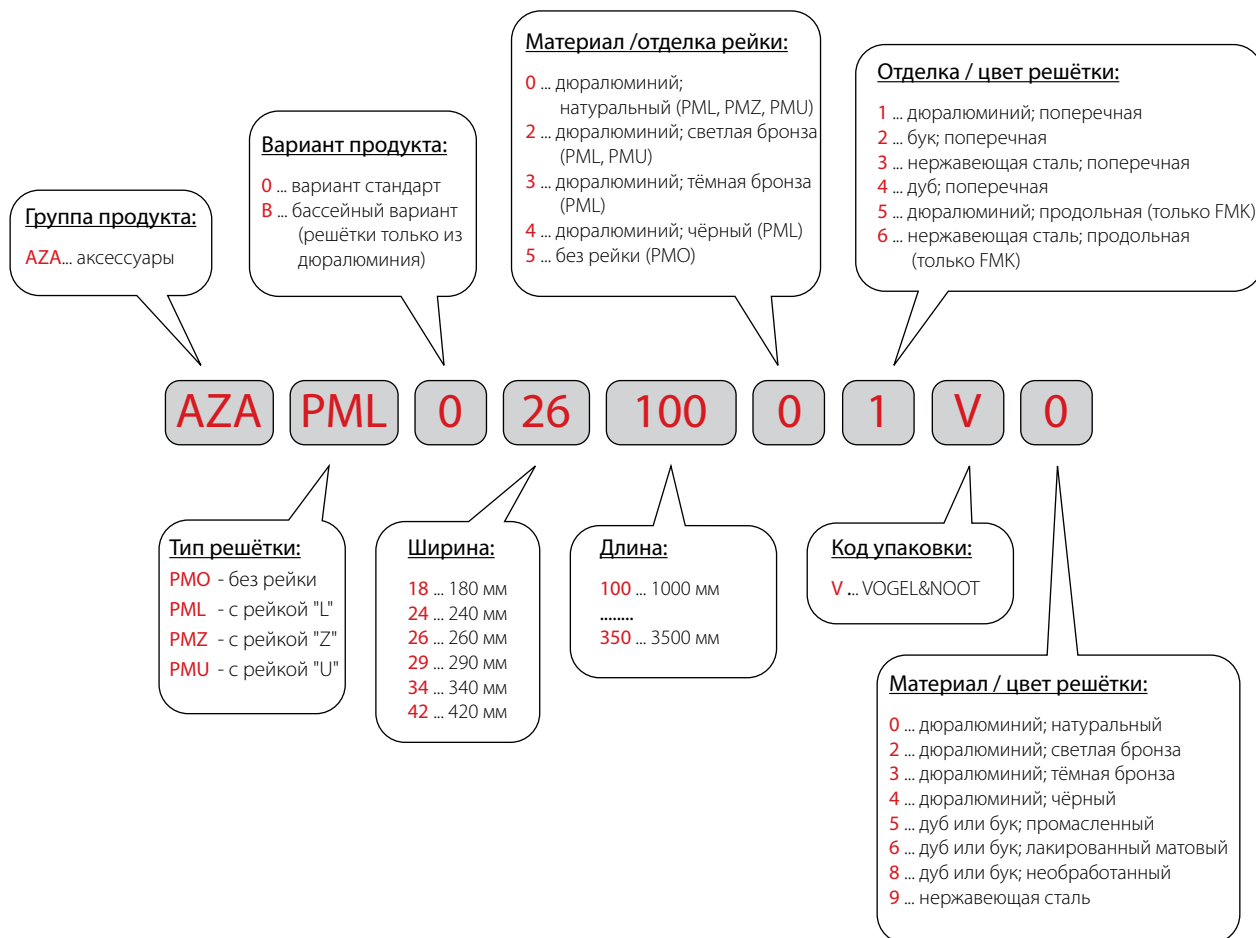 Материал /отделка рейки:
0 ... дюралюминий;
натуральный (PML, PMZ, PMU)
2 ... дюралюминий; светлая бронза
(PML, PMU)
3 ... дюралюминий; тёмная бронза
(PML)
4 ... дюралюминий; чёрный (PML)
5 ... без рейки (PMO)
Отделка / цвет решётки:
1 ... дюралюминий; поперечная
2 ... бук; поперечная
3 ... нержавеющая сталь; поперечная
4 ... дуб; поперечная
5 ... дюралюминий; продольная (только FMK)
6 ... нержавеющая сталь; продольная
(только FMK)
Вариант продукта:
0 ... вариант стандарт
B ... бассейный вариант
(решётки только из
дюралюминия)
Группа продукта:
AZA... аксессуары
AZA PML 0 26 100 0 1 V 0
Тип решётки:
PMO - без рейки
PML - с рейкой "L"
PMZ - с рейкой "Z"
PMU - с рейкой "U"
Ширина:
18 ... 180 мм
24 ... 240 мм
26 ... 260 мм
29 ... 290 мм
34 ... 340 мм
42 ... 420 мм
Длина:
100 ... 1000 мм
........
350 ... 3500 мм
Код упаковки:
V ... VOGEL&NOOT
Материал / цвет решётки:
0 ... дюралюминий; натуральный
2 ... дюралюминий; светлая бронза
3 ... дюралюминий; тёмная бронза
4 ... дюралюминий; чёрный
5 ... дуб или бук; промасленный
6 ... дуб или бук; лакированный матовый
8 ... дуб или бук; необработанный
9 ... нержавеющая сталь